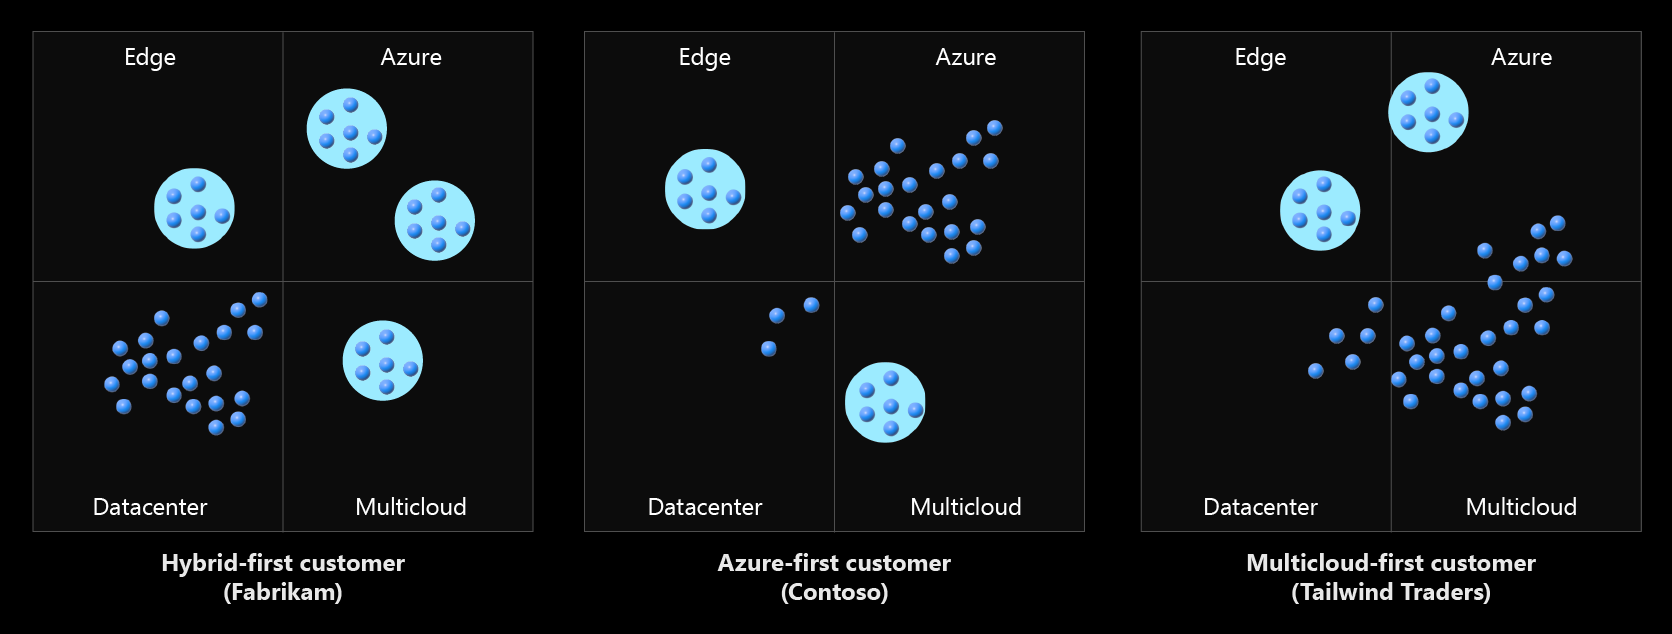 Edge
Azure
Datacenter
Multicloud
Hybrid-first customer
(Fabrikam)
Edge
Azure
Datacenter
Multicloud
Azure-first customer
(Contoso)
Edge
Azure
Datacenter
Multicloud
Multicloud-first customer
(Tailwind Traders)